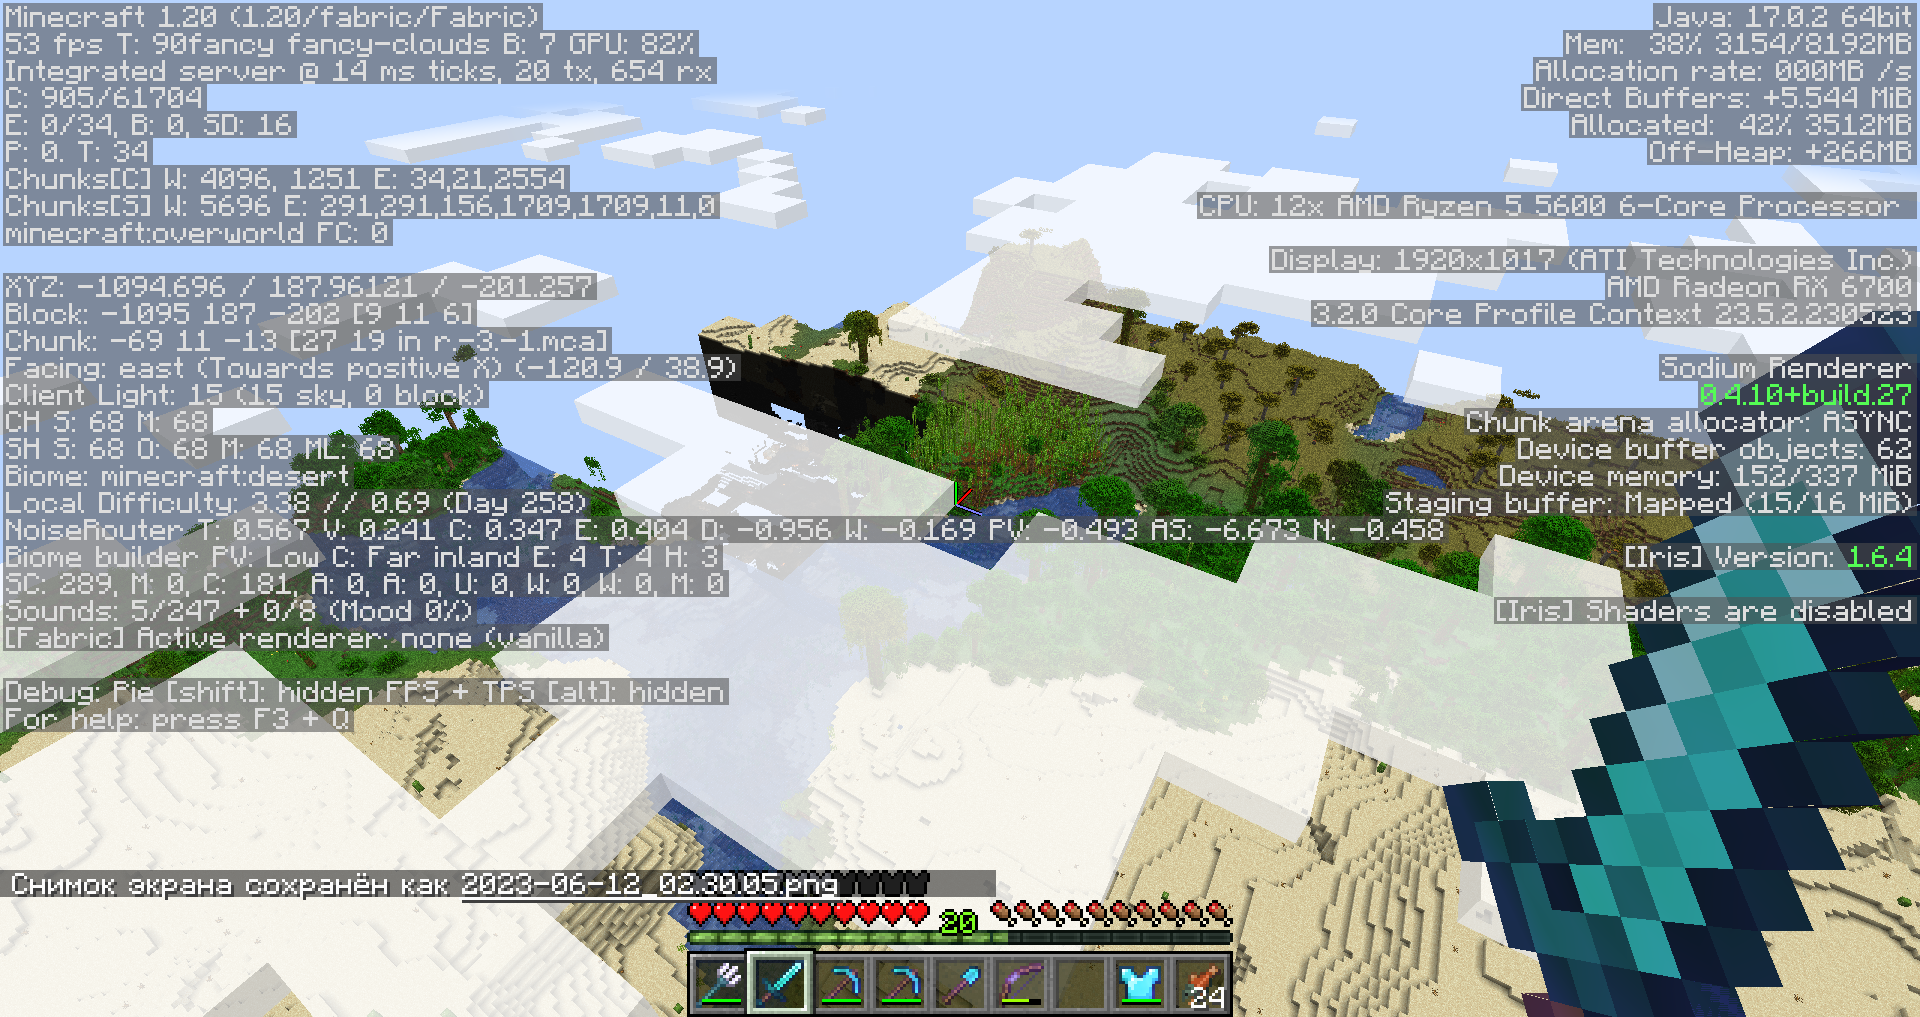 Minecraft 1.20 (1.20/fabric/Fabric)
53 fps T: 90fancy fancy-clouds B: 7 GPU: 82%
Integrated server @ 14 ms ticks, 20 tx, 654 rx
C: 905/61704
E: 0/34, B: 0, SD: 16
P: 0. T: 34
Chunks[C] W: 4096, 1251 E: 34,21,2554
Chunks[S] W: 5696 E: 291,291,156,1709,1709,11,0
minecraft:overworld FC: 0
XYZ: -1094.696 / 187.96121 / -201.257
Block: -1095 187 -202 [9 11 6]
Chunk: -69 11 -13 [27 19 in r.-3.-1.mca]
Facing: east (Towards positive X) (-120.9 / 38.9)
Client Light: 15 (15 sky, 0 block)
CH S: 68 M: 68
SH S: 68 O: 68 M: 68 ML: 68
Biome: minecraft:desert
Local Difficulty: 3.38 // 0.69 (Day 258)
NoiseRouter T: 0.567 V: 0.241 C: 0.347 E: 0.404 D: -0.956 W: -0.169 PV: -0.493 AS: -6.673 N: -0.458
Biome builder PV: Low C: Far inland E: 4 T: 4 H: 3
SC: 289, M: 0, C: 181, A: 0, A: 0, U: 0, W: 0, W: 0, M: 0
Sounds: 5/247 + 0/8 (Mood 0%)
[Fabric] Active renderer: none (vanilla)
Debug: Pie [shift]: hidden FPS + TPS [alt]: hidden
For help: press F3 + Q
Java: 17.0.2 64bit
Mem: 38% 3154/8192MB
Allocation rate: 000MB /s
Direct Buffers: +5.544 MiB
Allocated: 42% 3512MB
Off-Heap: +266MB
CPU: 12x AMD Ryzen 5 5600 6-Core Processor
Display: 1920x1017 (ATI Technologies Inc.)
AMD Radeon RX 6700
3.2.0 Core Profile Context 23.5.2.230523
Sodium Renderer
0.4.10+build.27
Chunk arena allocator: ASYNC
Device buffer objects: 62
Device memory: 152/337 MiB
Staging buffer: Mapped (15/16 MiB)
[Iris] Version: 1.6.4
[Iris] Shaders are disabled
Снимок экрана сохранён как 2023-06-12_02.30.05.png
20
24